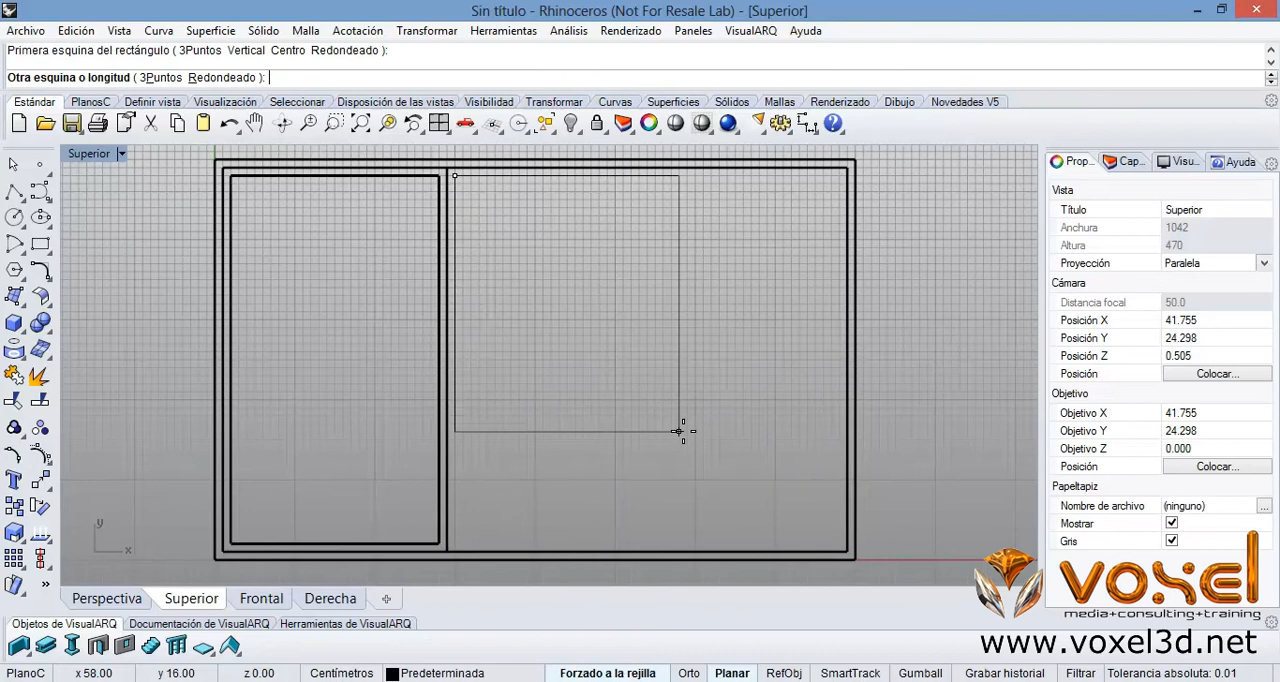 Sin título - Rhinoceros (Not For Resale Lab) - [Superior]
Archivo Edición Vista Curva Superficie Sólido Malla Acotación Transformar Herramientas Análisis Renderizado Paneles VisualARQ Ayuda
Primera esquina del rectángulo ( 3Puntos Vertical Centro Redondeado ):
Otra esquina o longitud ( 3Puntos Redondeado ):
Estándar PlanosC Definir vista Visualización Seleccionar Disposición de las vistas Visibilidad Transformar Curvas Superficies Sólidos Mallas Renderizado Dibujo Novedades V5
Superior
Prop... Cap... Visu... Ayuda
Vista
Título Superior
Anchura 1042
Altura 470
Proyección Paralela
Cámara
Distancia focal 50.0
Posición X 41.755
Posición Y 24.298
Posición Z 0.505
Posición Colocar...
Objetivo
Objetivo X 41.755
Objetivo Y 24.298
Objetivo Z 0.000
Posición Colocar...
Papeltapiz
Nombre de archivo (ninguno) ...
Mostrar
Gris
y
x
voxel
media+consulting+training
www.voxel3d.net
Perspectiva Superior Frontal Derecha
Objetos de VisualARQ Documentación de VisualARQ Herramientas de VisualARQ
PlanoC x 58.00 y 16.00 z 0.00 Centímetros Predeterminada Forzado a la rejilla Orto Planar RefObj SmartTrack Gumball Grabar historial Filtrar Tolerancia absoluta: 0.01